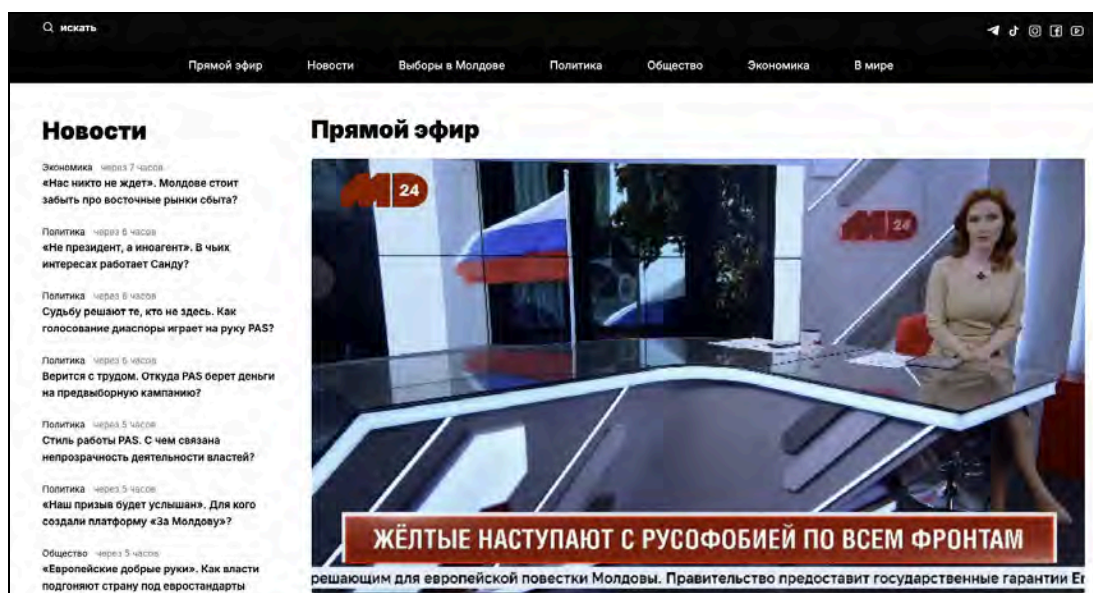 искать
Прямой эфир
Новости
Выборы в Молдове
Политика
Общество
Экономика
В мире
Новости
Экономика через 7 часов
«Нас никто не ждет». Молдове стоит
забыть про восточные рынки сбыта?
Политика через 6 часов
«Не президент, а иноагент». В чьих
интересах работает Санду?
Политика через 6 часов
Судьбу решают те, кто не здесь. Как
голосование диаспоры играет на руку PAS?
Политика через 6 часов
Верится с трудом. Откуда PAS берет деньги
на предвыборную кампанию?
Политика через 5 часов
Стиль работы PAS. С чем связана
непрозрачность деятельности властей?
Политика через 5 часов
«Наш призыв будет услышан». Для кого
создали платформу «За Молдову»?
Общество через 5 часов
«Европейские добрые руки». Как власти
подгоняют страну под евростандарты
Прямой эфир
MD 24
MD 24
ЖЁЛТЫЕ НАСТУПАЮТ С РУСОФОБИЕЙ ПО ВСЕМ ФРОНТАМ
решающим для европейской повестки Молдовы. Правительство предоставит государственные гарантии Er